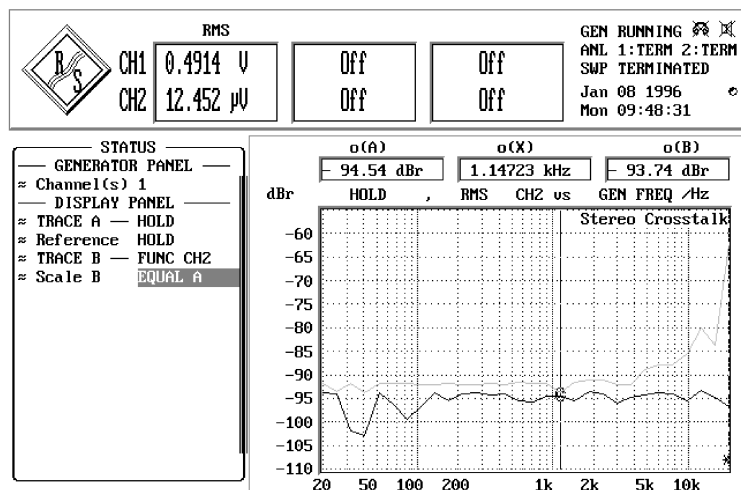 RMS
R S
CH1 0.4914 V
CH2 12.452 µV
Off Off
Off Off
GEN RUNNING
ANL 1:TERM 2:TERM
SWP TERMINATED
Jan 08 1996
Mon 09:48:31
STATUS
GENERATOR PANEL
≈ Channel(s) 1
DISPLAY PANEL
≈ TRACE A — HOLD
≈ Reference HOLD
≈ TRACE B — FUNC CH2
≈ Scale B EQUAL A
o(A) o(X) o(B)
- 94.54 dBr 1.14723 kHz - 93.74 dBr
dBr HOLD , RMS CH2 vs GEN FREQ /Hz
Stereo Crosstalk
-60
-65
-70
-75
-80
-85
-90
-95
-100
-105
-110
20 50 100 200 1k 2k 5k 10k